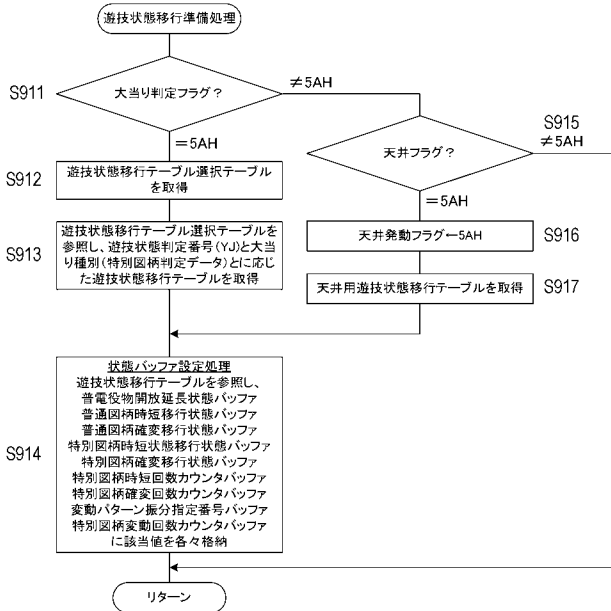 遊技状態移行準備処理
S911
大当り判定フラグ？
≠5AH
＝5AH
S912
遊技状態移行テーブル選択テーブル
を取得
S913
遊技状態移行テーブル選択テーブルを
参照し、遊技状態判定番号(YJ)と大当
り種別(特別図柄判定データ)とに応じ
た遊技状態移行テーブルを取得
S915
天井フラグ？
≠5AH
＝5AH
天井発動フラグ←5AH
S916
天井用遊技状態移行テーブルを取得
S917
S914
状態バッファ設定処理
遊技状態移行テーブルを参照し、
普電役物開放延長状態バッファ
普通図柄時短移行状態バッファ
普通図柄確変移行状態バッファ
特別図柄時短状態移行状態バッファ
特別図柄確変移行状態バッファ
特別図柄時短回数カウンタバッファ
特別図柄確変回数カウンタバッファ
変動パターン振分指定番号バッファ
特別図柄変動回数カウンタバッファ
に該当値を各々格納
リターン